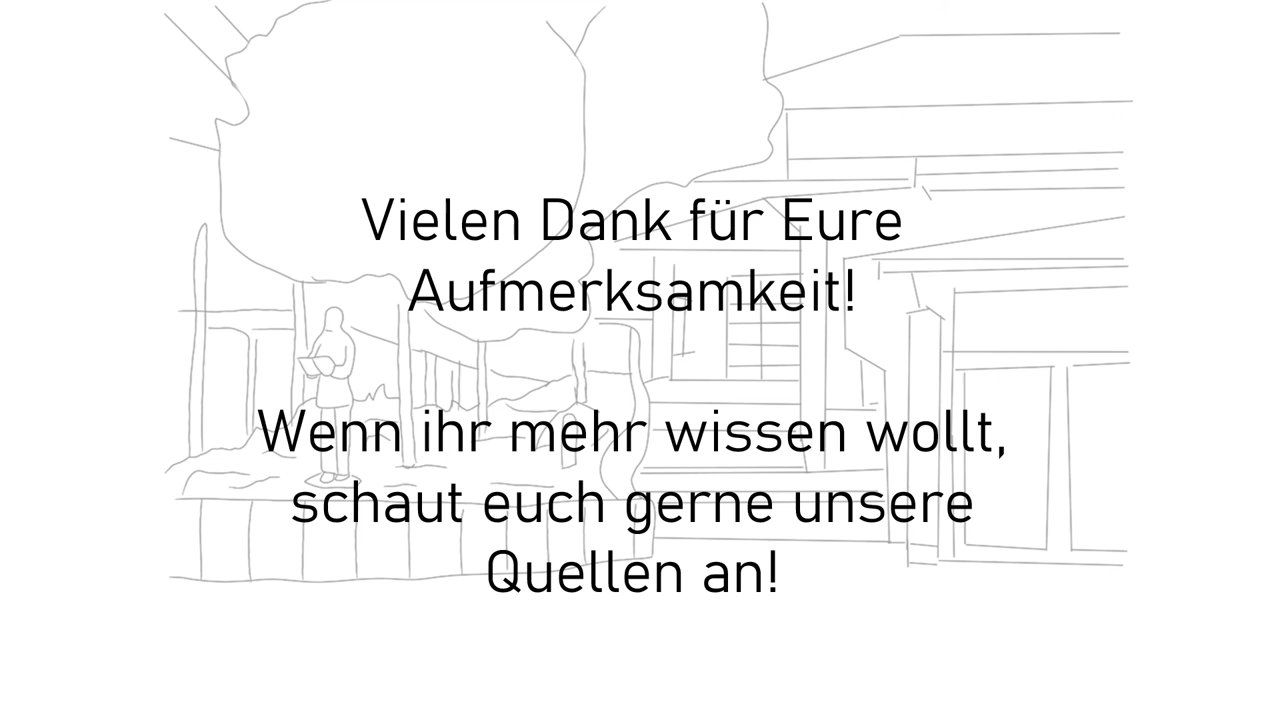 Vielen Dank für Eure
Aufmerksamkeit!
Wenn ihr mehr wissen wollt,
schaut euch gerne unsere
Quellen an!